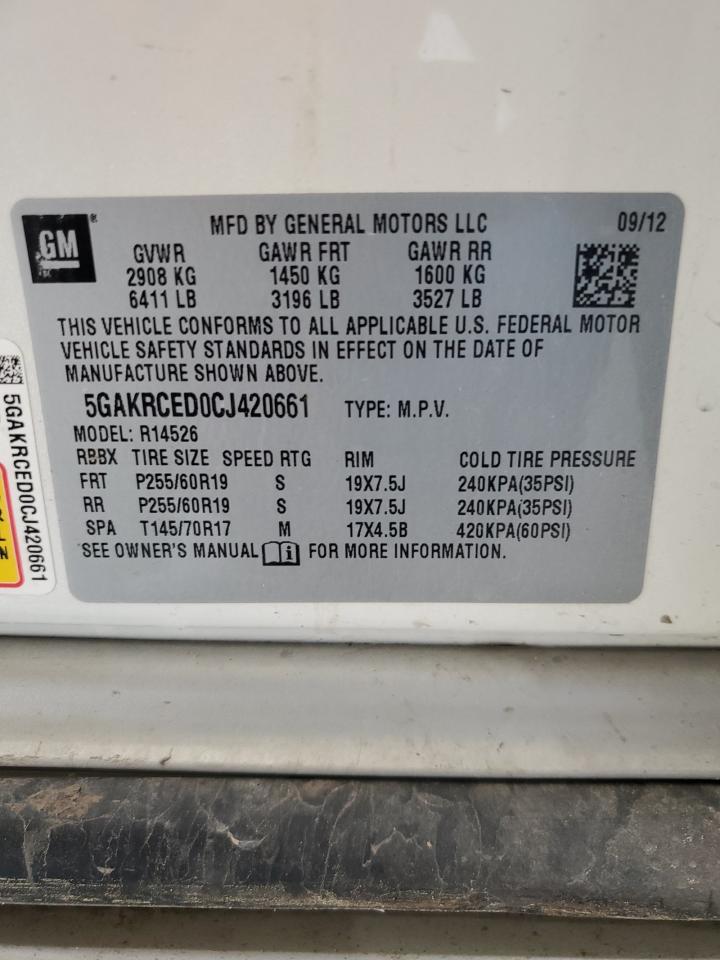 GM ®
MFD BY GENERAL MOTORS LLC 09/12
GVWR GAWR FRT GAWR RR
2908 KG 1450 KG 1600 KG
6411 LB 3196 LB 3527 LB
THIS VEHICLE CONFORMS TO ALL APPLICABLE U.S. FEDERAL MOTOR
VEHICLE SAFETY STANDARDS IN EFFECT ON THE DATE OF
MANUFACTURE SHOWN ABOVE.
5GAKRCED0CJ420661 TYPE: M.P.V.
MODEL: R14526
RBBX TIRE SIZE SPEED RTG RIM COLD TIRE PRESSURE
FRT P255/60R19 S 19X7.5J 240KPA(35PSI)
RR P255/60R19 S 19X7.5J 240KPA(35PSI)
SPA T145/70R17 M 17X4.5B 420KPA(60PSI)
SEE OWNER'S MANUAL FOR MORE INFORMATION.
5GAKRCED0CJ420661